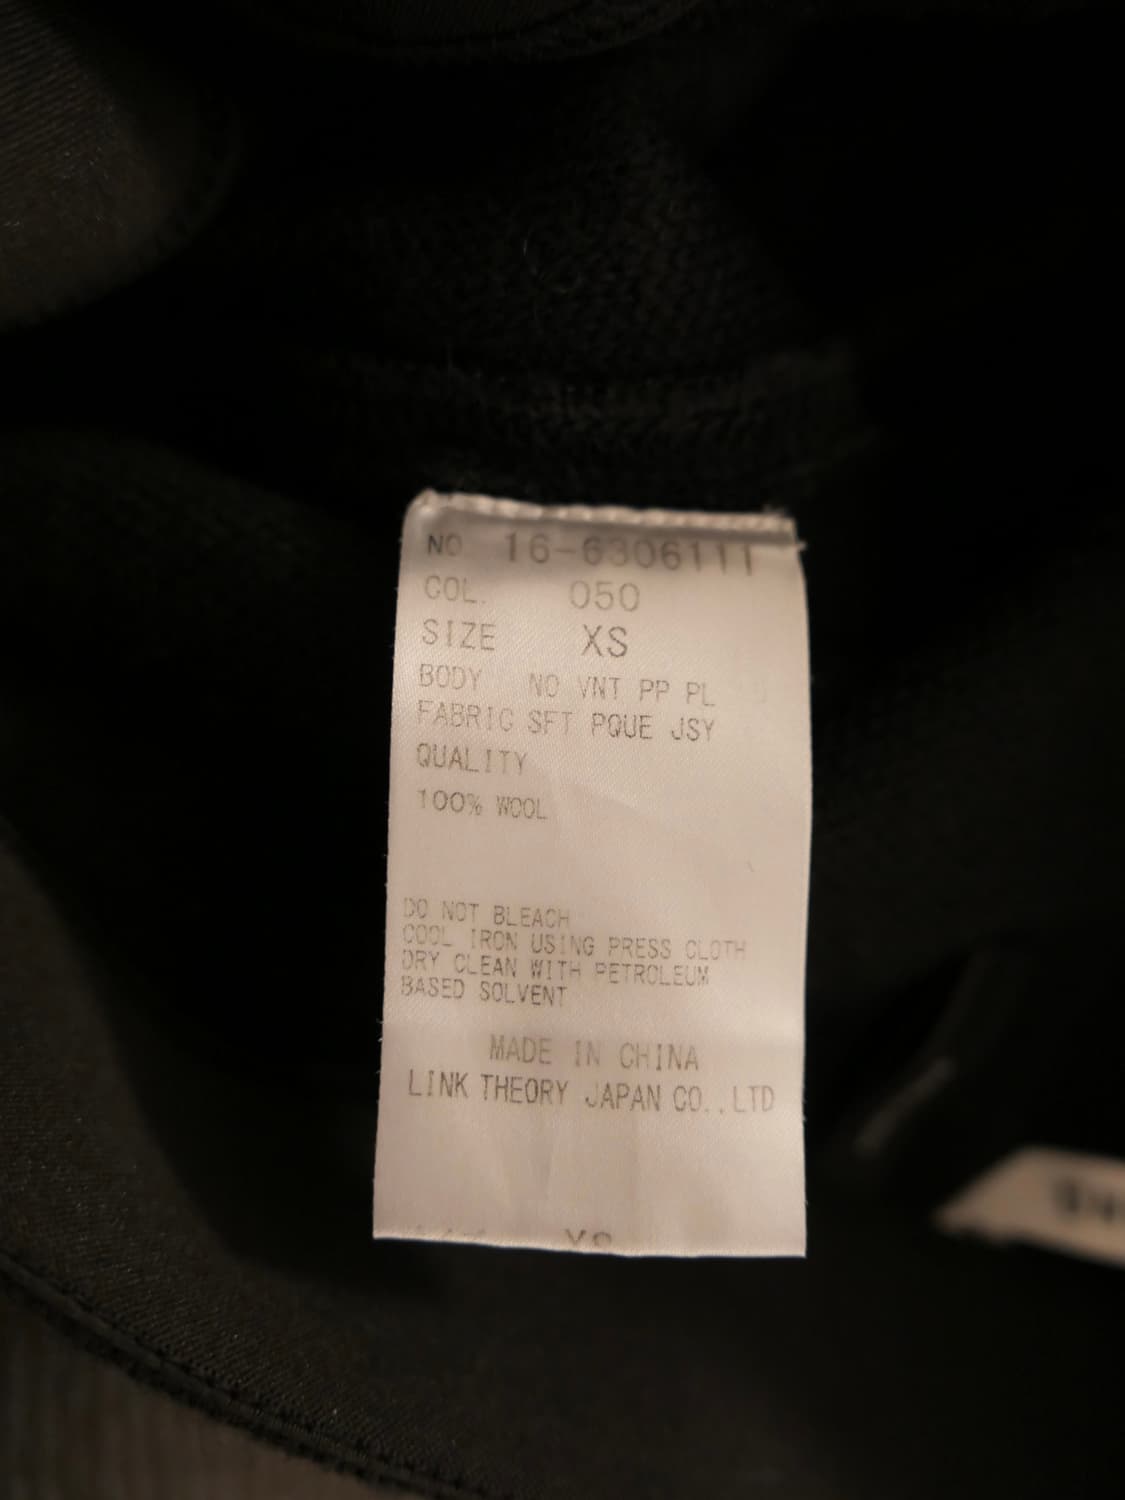 NO 16-6306111
COL. 050
SIZE XS
BODY NO VNT PP PL
FABRIC SFT PQUE JSY
QUALITY
100% WOOL
DO NOT BLEACH
COOL IRON USING PRESS CLOTH
DRY CLEAN WITH PETROLEUM
BASED SOLVENT
MADE IN CHINA
LINK THEORY JAPAN CO.,LTD